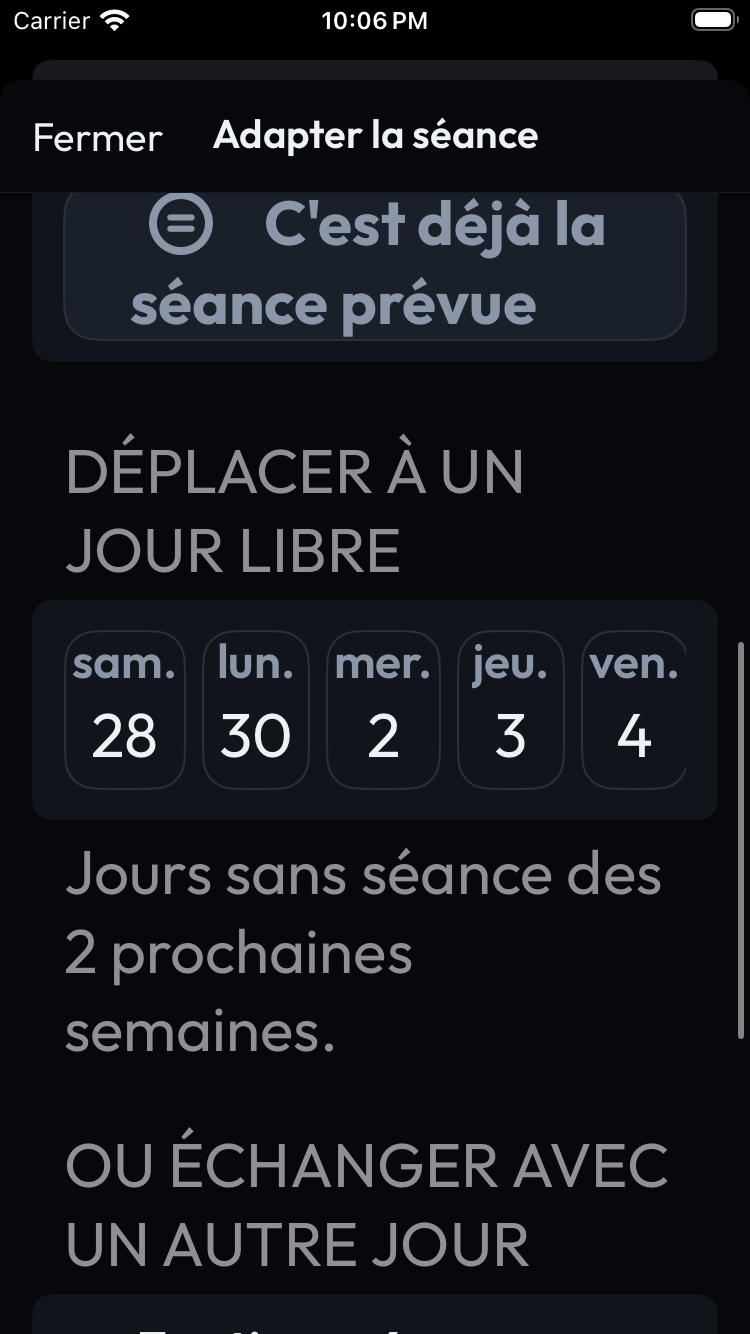 Carrier 10:06 PM
Fermer Adapter la séance
C'est déjà la
séance prévue
DÉPLACER À UN
JOUR LIBRE
sam. lun. mer. jeu. ven.
28 30 2 3 4
Jours sans séance des
2 prochaines
semaines.
OU ÉCHANGER AVEC
UN AUTRE JOUR